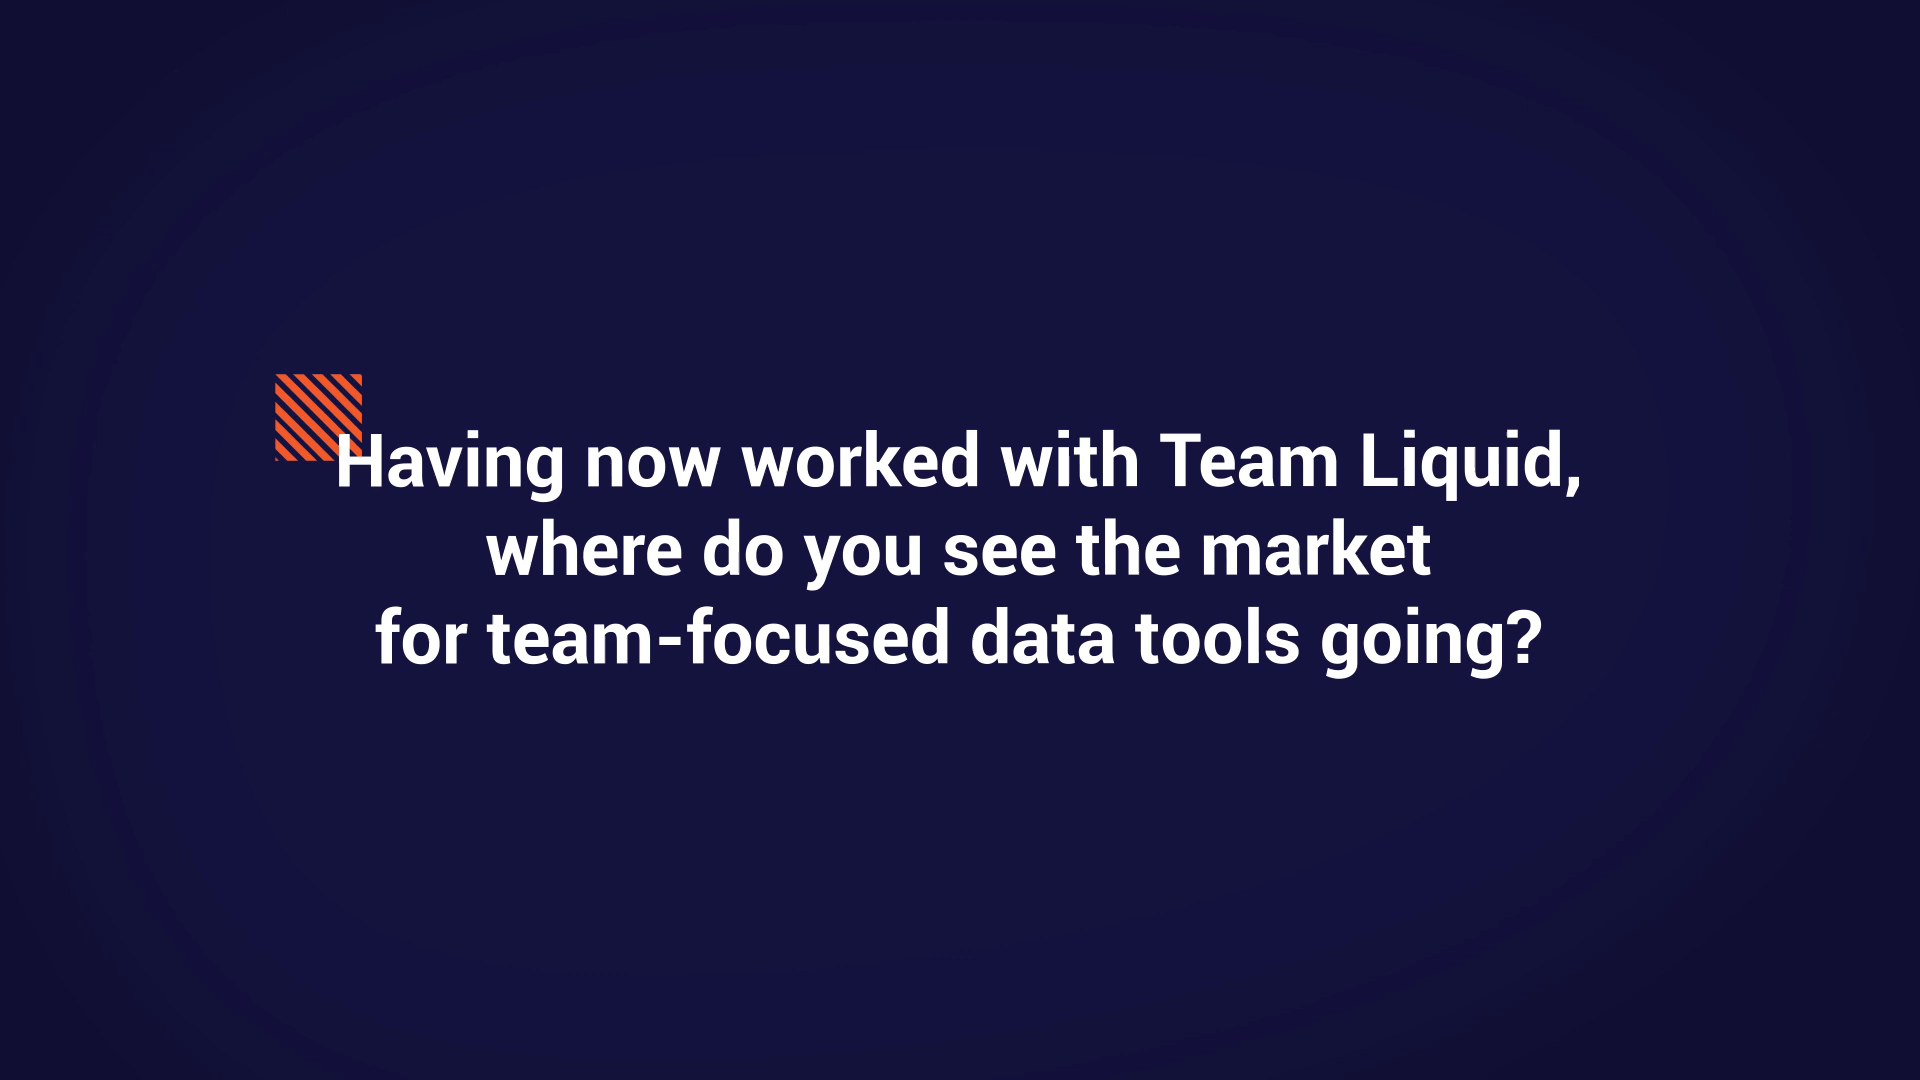 Having now worked with Team Liquid,
where do you see the market
for team-focused data tools going?